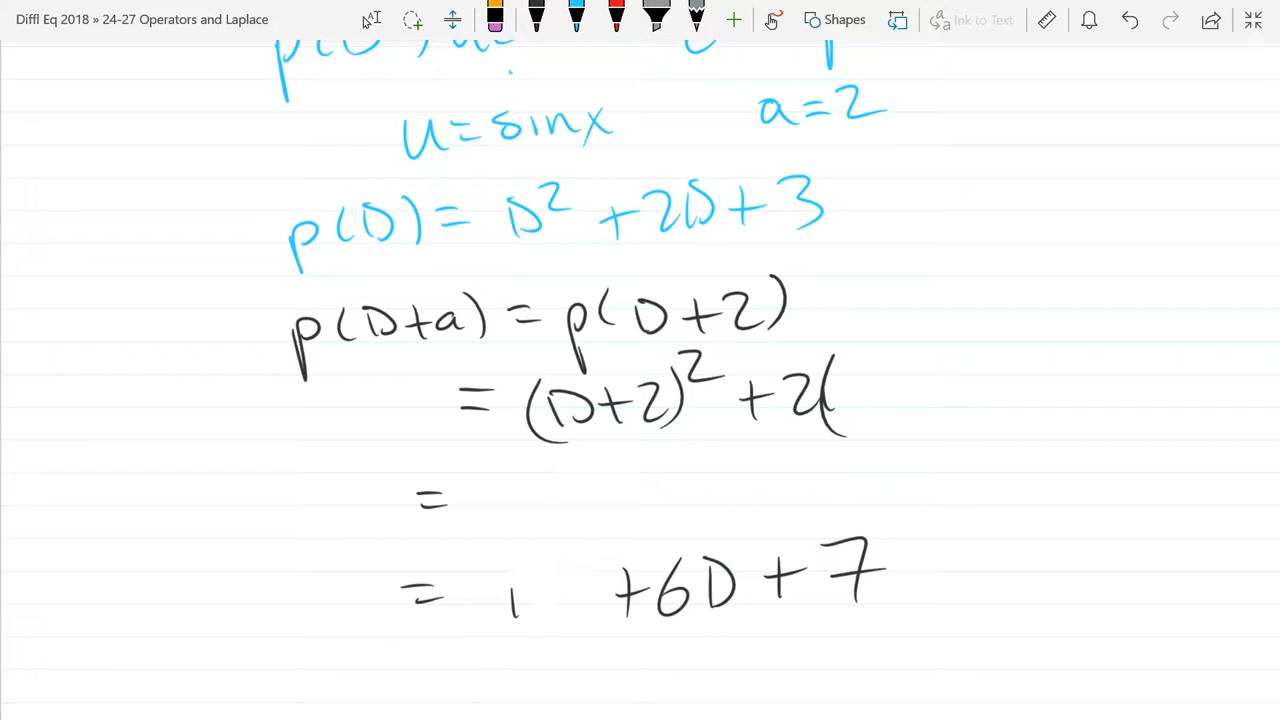 Diffl Eq 2018 » 24-27 Operators and Laplace
Shapes
Ink to Text
u = sinx a = 2
p(D) = D² + 2D + 3
p(D+a) = p(D+2)
= (D+2)² + 2(
=
= + 6D + 7